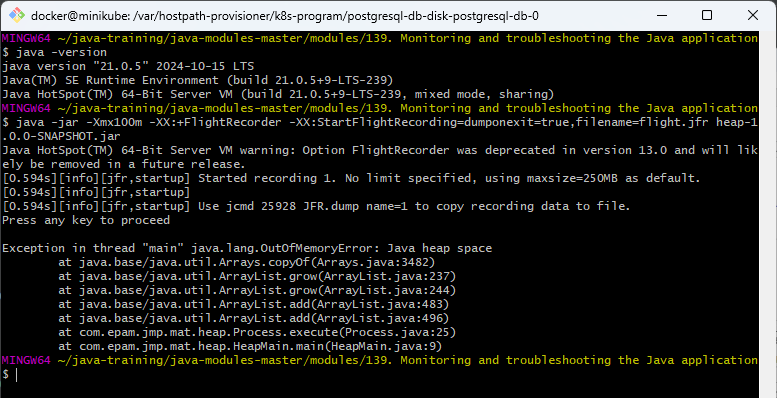 docker@minikube: /var/hostpath-provisioner/k8s-program/postgresql-db-disk-postgresql-db-0
MINGW64 ~/java-training/java-modules-master/modules/139. Monitoring and troubleshooting the Java application
$ java -version
java version "21.0.5" 2024-10-15 LTS
Java(TM) SE Runtime Environment (build 21.0.5+9-LTS-239)
Java HotSpot(TM) 64-Bit Server VM (build 21.0.5+9-LTS-239, mixed mode, sharing)
MINGW64 ~/java-training/java-modules-master/modules/139. Monitoring and troubleshooting the Java application
$ java -jar -Xmx100m -XX:+FlightRecorder -XX:StartFlightRecording=dumponexit=true,filename=flight.jfr heap-1
.0.0-SNAPSHOT.jar
Java HotSpot(TM) 64-Bit Server VM warning: Option FlightRecorder was deprecated in version 13.0 and will lik
ely be removed in a future release.
[0.594s][info][jfr,startup] Started recording 1. No limit specified, using maxsize=250MB as default.
[0.594s][info][jfr,startup]
[0.594s][info][jfr,startup] Use jcmd 25928 JFR.dump name=1 to copy recording data to file.
Press any key to proceed
Exception in thread "main" java.lang.OutOfMemoryError: Java heap space
at java.base/java.util.Arrays.copyOf(Arrays.java:3482)
at java.base/java.util.ArrayList.grow(ArrayList.java:237)
at java.base/java.util.ArrayList.grow(ArrayList.java:244)
at java.base/java.util.ArrayList.add(ArrayList.java:483)
at java.base/java.util.ArrayList.add(ArrayList.java:496)
at com.epam.jmp.mat.heap.Process.execute(Process.java:25)
at com.epam.jmp.mat.heap.HeapMain.main(HeapMain.java:9)
MINGW64 ~/java-training/java-modules-master/modules/139. Monitoring and troubleshooting the Java application
$